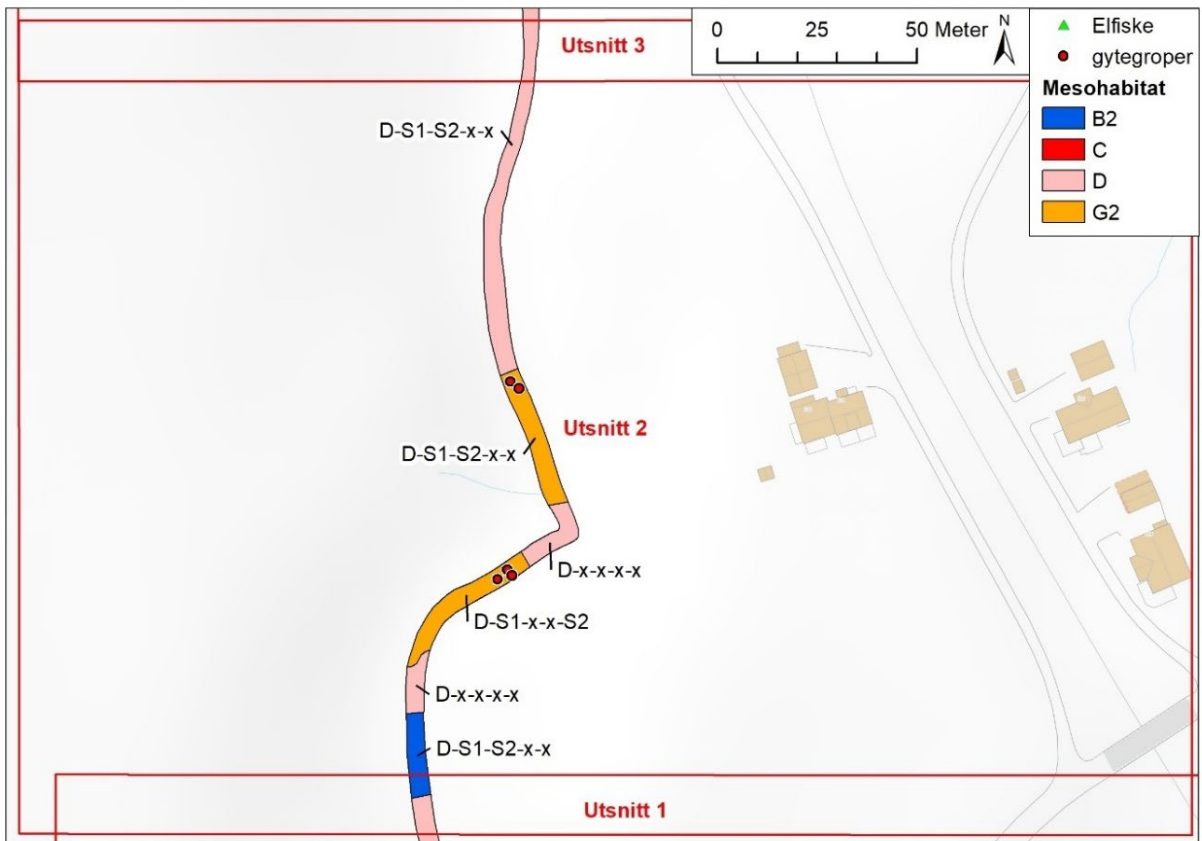 Utsnitt 3
0 25 50 Meter
N
Elfiske
gytegroper
Mesohabitat
B2
C
D
G2
D-S1-S2-x-x
Utsnitt 2
D-S1-S2-x-x
D-x-x-x-x
D-S1-x-x-S2
D-x-x-x-x
D-S1-S2-x-x
Utsnitt 1